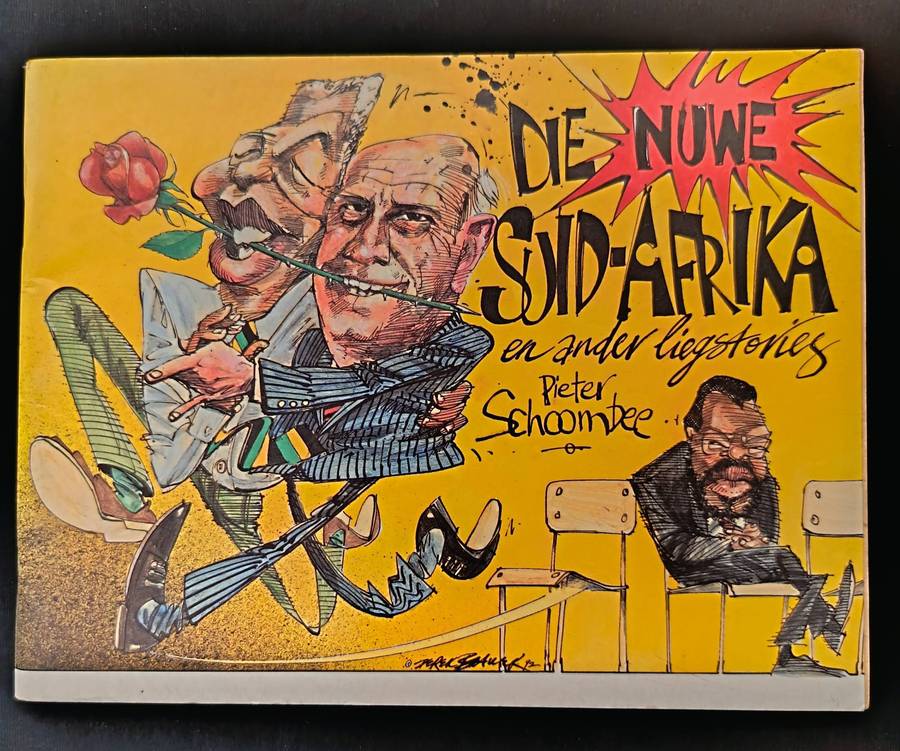 DIE NUWE
SUID-AFRIKA
en ander liegstories
Pieter
Schoombee
©